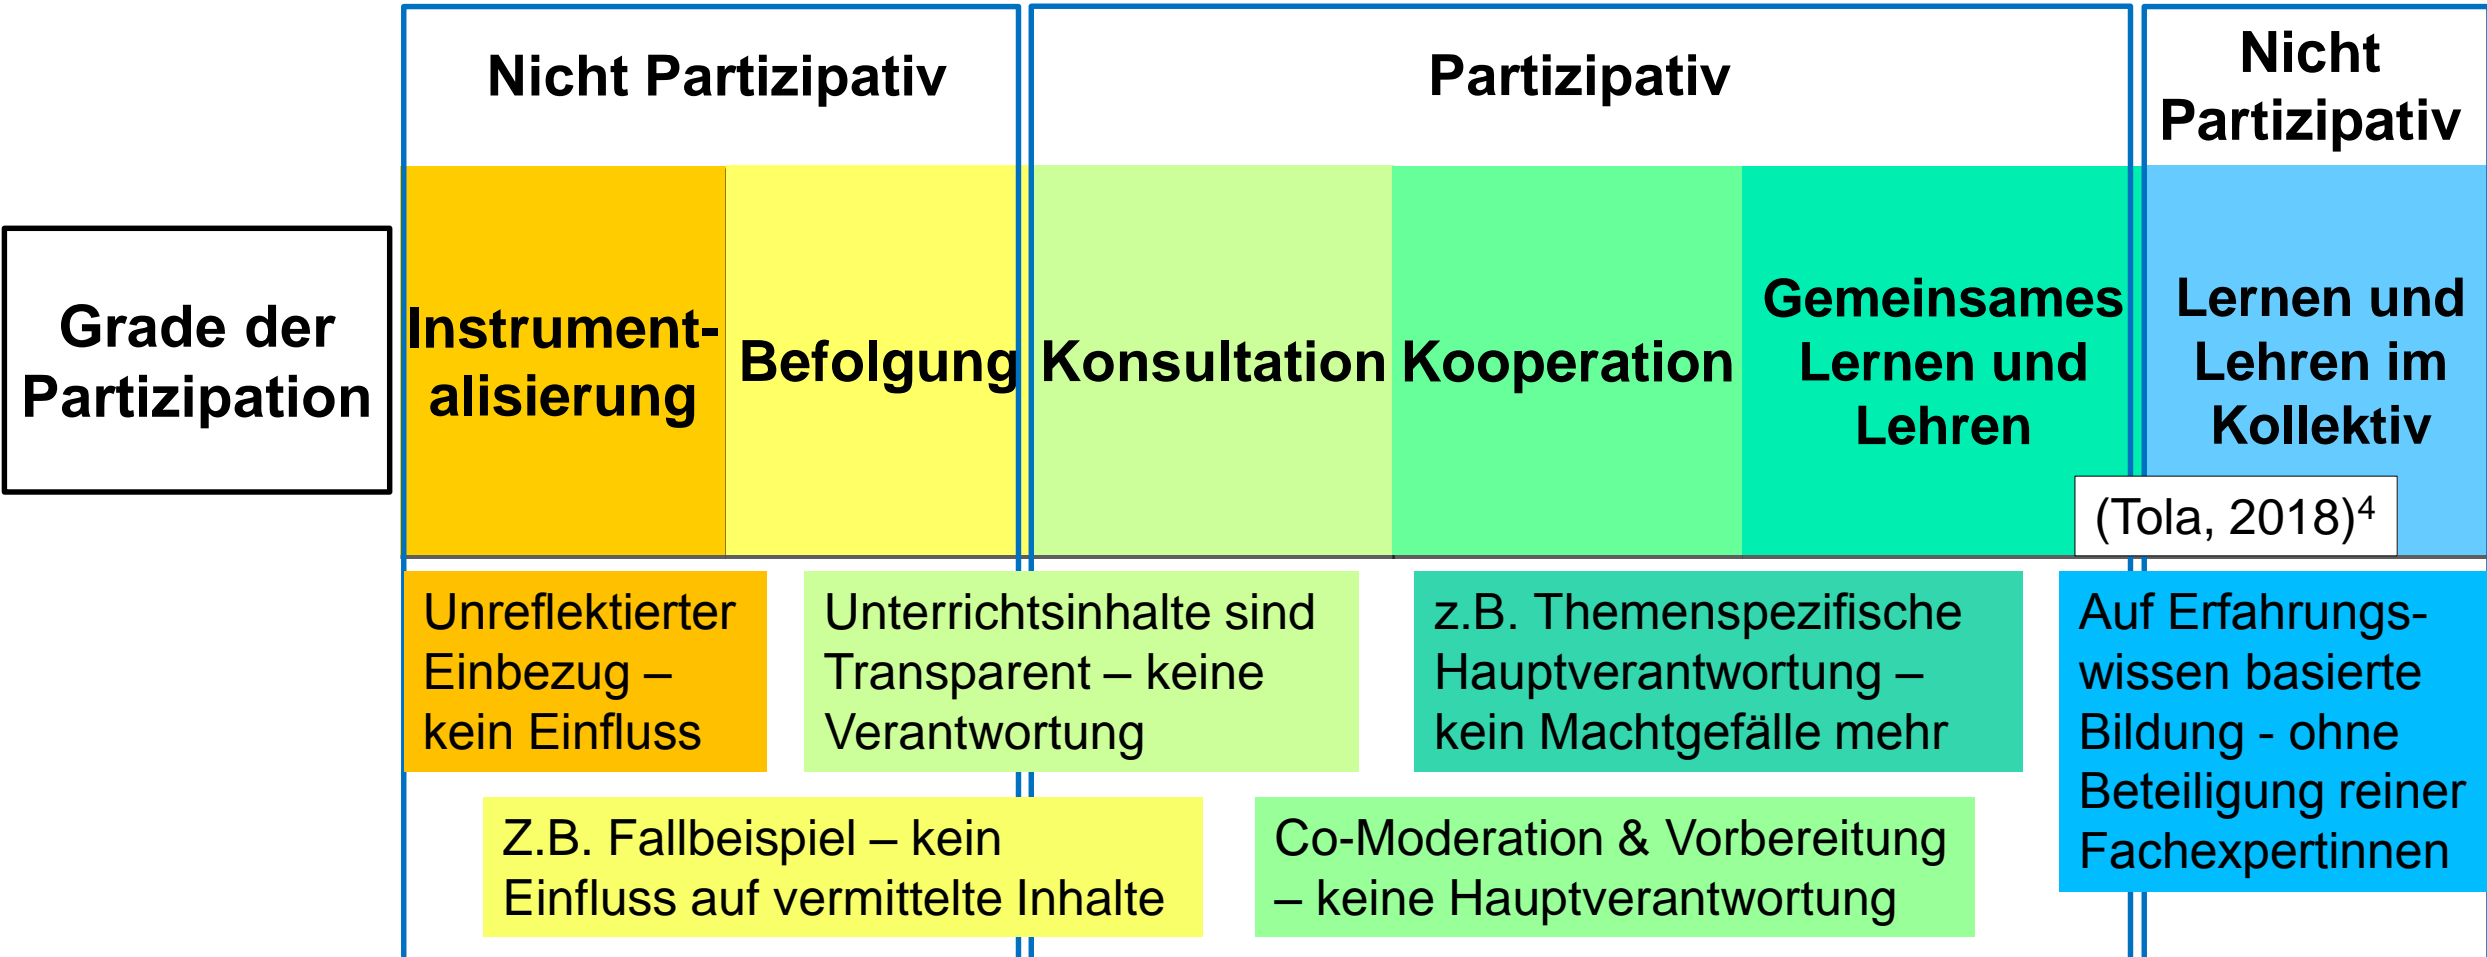 Nicht Partizipativ
Partizipativ
Nicht
Partizipativ
Grade der
Partizipation
Instrument-
alisierung
Befolgung
Konsultation
Kooperation
Gemeinsames
Lernen und
Lehren
Lernen und
Lehren im
Kollektiv
(Tola, 2018)⁴
Unreflektierter
Einbezug –
kein Einfluss
Unterrichtsinhalte sind
Transparent – keine
Verantwortung
z.B. Themenspezifische
Hauptverantwortung –
kein Machtgefälle mehr
Auf Erfahrungs-
wissen basierte
Bildung - ohne
Beteiligung reiner
Fachexpertinnen
Z.B. Fallbeispiel – kein
Einfluss auf vermittelte Inhalte
Co-Moderation & Vorbereitung
– keine Hauptverantwortung